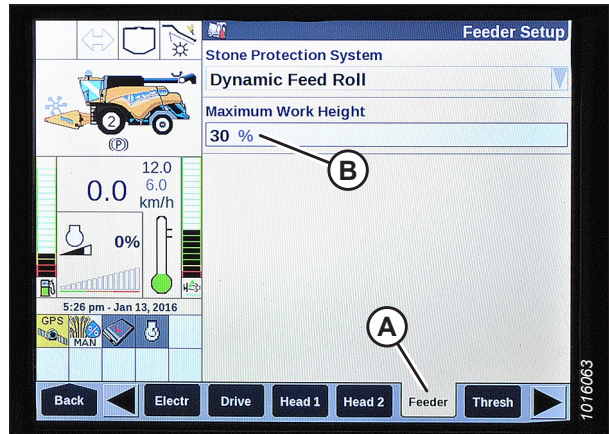 Feeder Setup
Stone Protection System
Dynamic Feed Roll
Maximum Work Height
30 %
B
2
(P)
12.0
6.0
0.0
km/h
0%
5:26 pm - Jan 13, 2016
GPS
MAN
L
A
Back
Electr
Drive
Head 1
Head 2
Feeder
Thresh
1016063